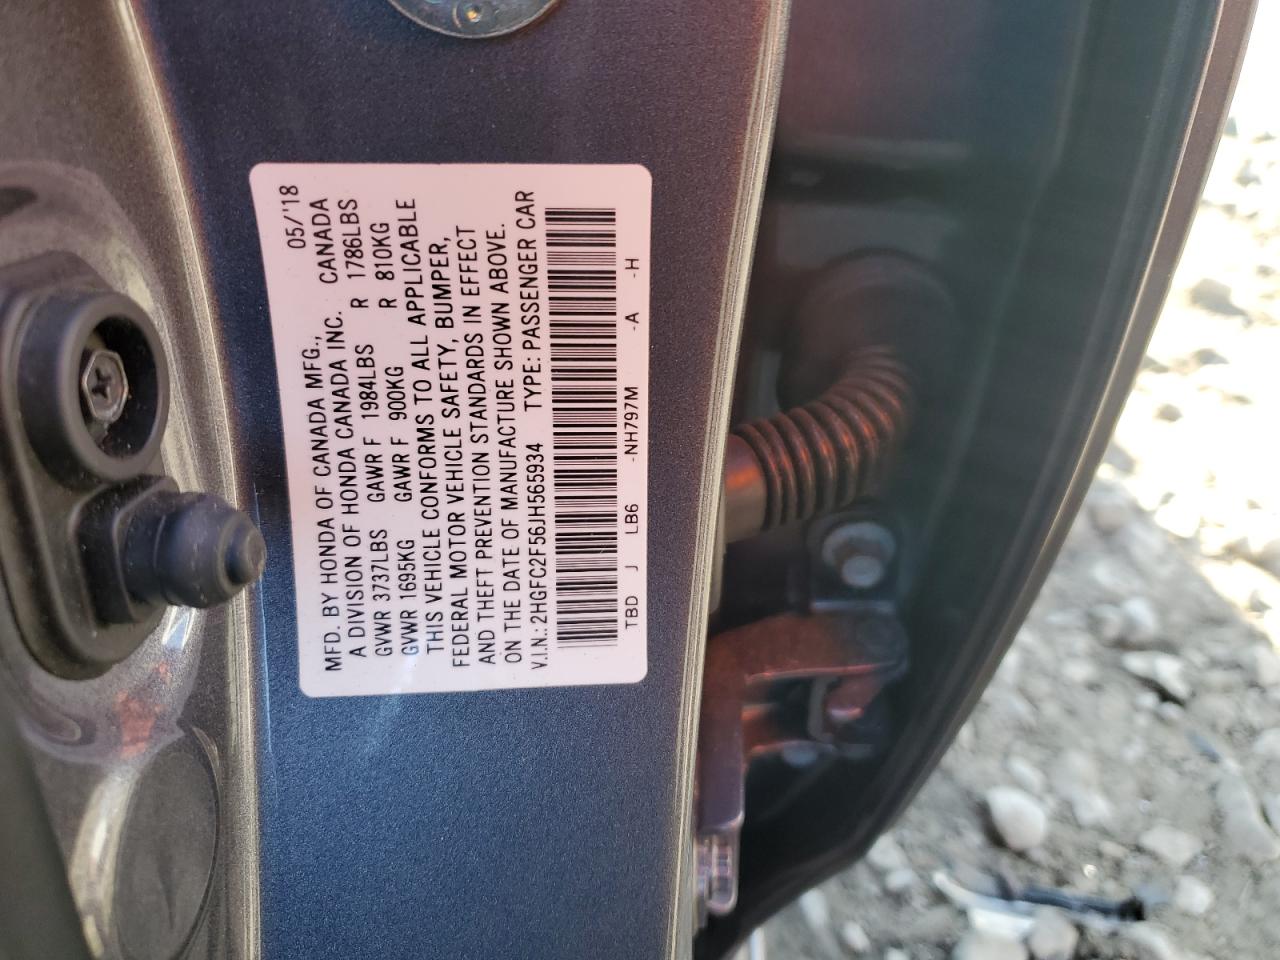 MFD. BY HONDA OF CANADA MFG., 05/'18
A DIVISION OF HONDA CANADA INC. CANADA
GVWR 3737LBS GAWR F 1984LBS R 1786LBS
GVWR 1695KG GAWR F 900KG R 810KG
THIS VEHICLE CONFORMS TO ALL APPLICABLE
FEDERAL MOTOR VEHICLE SAFETY, BUMPER,
AND THEFT PREVENTION STANDARDS IN EFFECT
ON THE DATE OF MANUFACTURE SHOWN ABOVE.
V.I.N.: 2HGFC2F56JH565934 TYPE: PASSENGER CAR
TBD J LB6 -NH797M -A -H